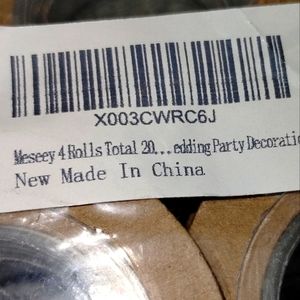 X003CWRC6J
Meseey 4 Rolls Total 20...edding Party Decoratio
New Made In China